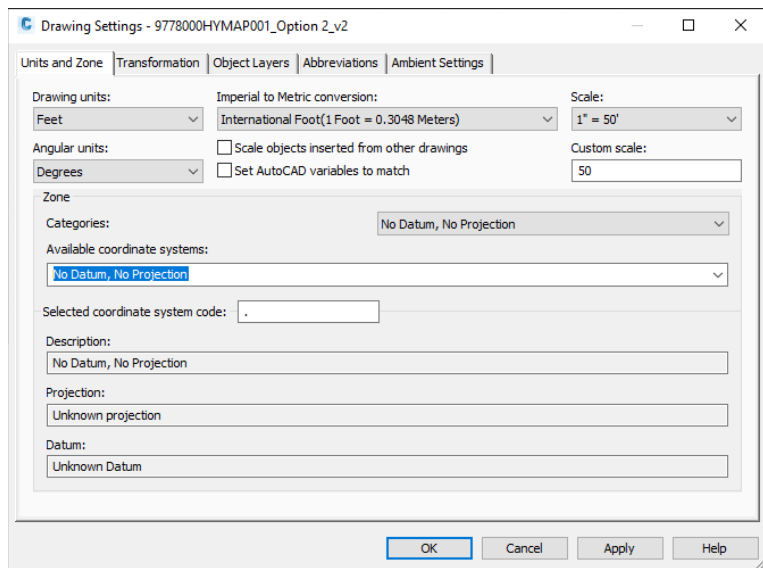 C Drawing Settings - 9778000HYMAP001_Option 2_v2
Units and Zone Transformation Object Layers Abbreviations Ambient Settings
Drawing units: Imperial to Metric conversion: Scale:
Feet International Foot(1 Foot = 0.3048 Meters) 1" = 50'
Angular units: Scale objects inserted from other drawings Custom scale:
Degrees Set AutoCAD variables to match 50
Zone
Categories: No Datum, No Projection
Available coordinate systems:
No Datum, No Projection
Selected coordinate system code: .
Description:
No Datum, No Projection
Projection:
Unknown projection
Datum:
Unknown Datum
OK Cancel Apply Help